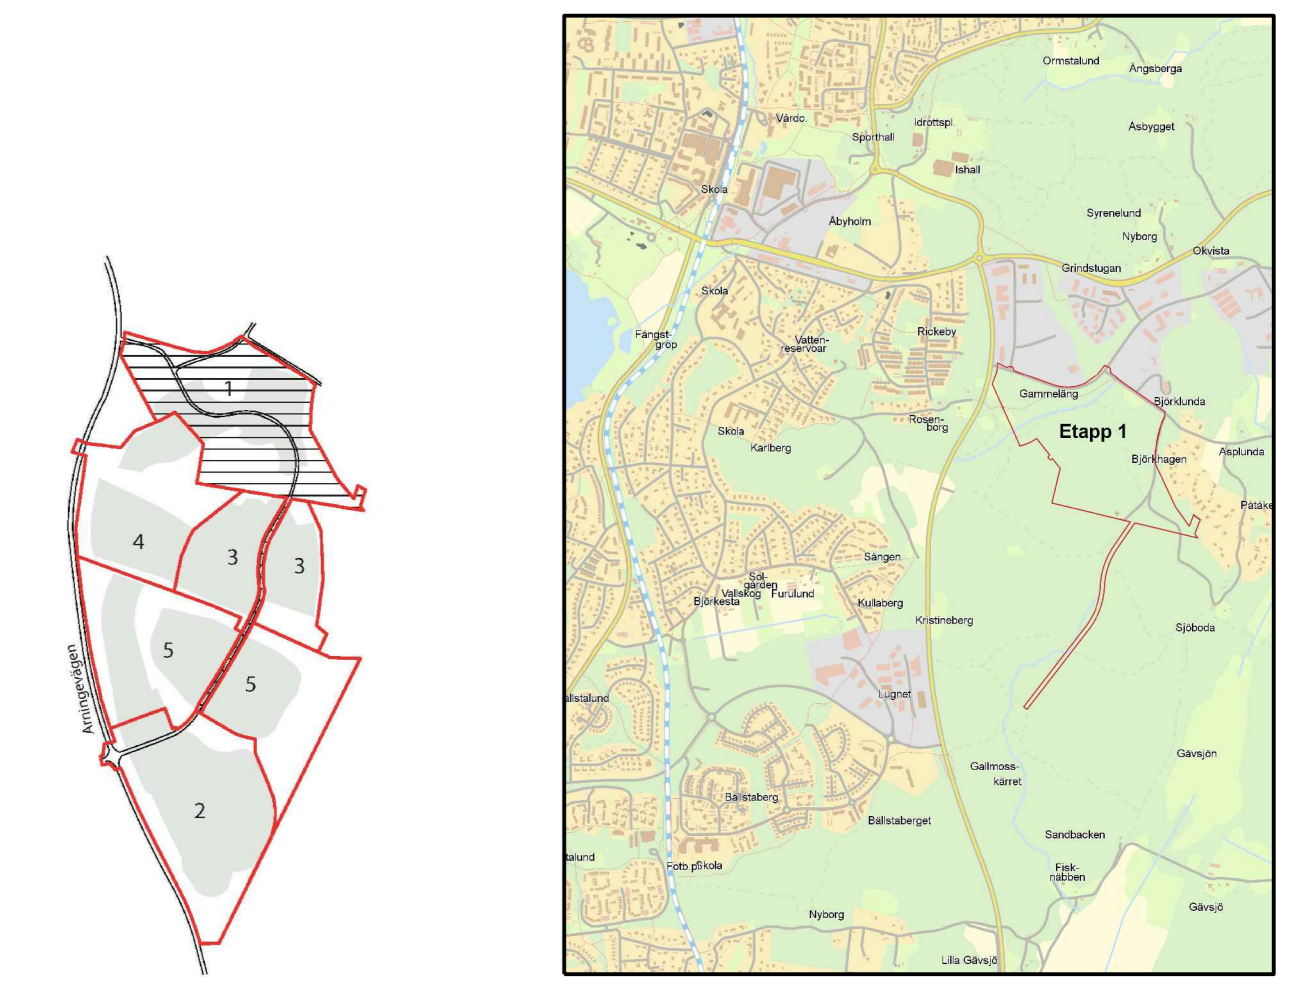 1
4
3
3
5
5
2
Arningevägen
Ormstalund
Ängsberga
Vårdc.
Idrottspl.
Sporthall
Åsbygget
Ishall
Skola
Syrenelund
Åbyholm
Nyborg
Okvista
Grindstugan
Skola
Fångst-
grop
Rickeby
Vatten-
reservoar
Gammeläng
Björklunda
Rosen-
borg
Skola
Etapp 1
Karlberg
Asplunda
Björkhagen
Påtåke
Sången
Sol-
gården
Vallskog
Furulund
Björkesta
Kullaberg
Kristineberg
Sjöboda
ällstalund
Lugnet
Gävsjön
Gallmoss-
kärret
Bällstaberg
Bällstaberget
Sandbacken
talund
Fotb.pl
Skola
Fisk-
näbben
Gävsjö
Nyborg
Lilla Gävsjö